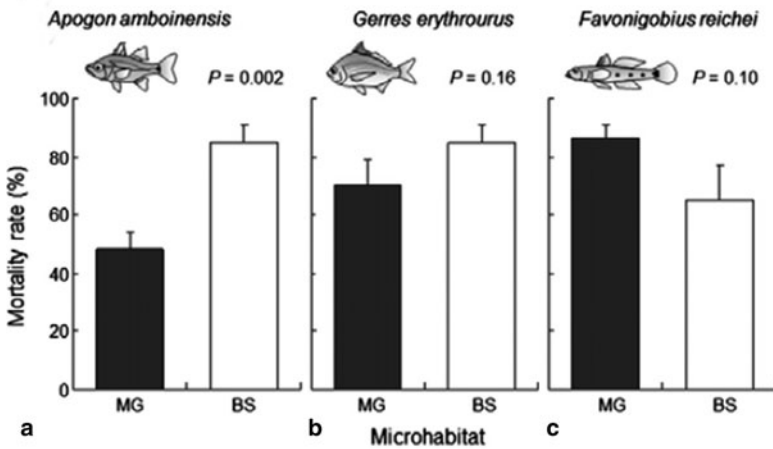 Apogon amboinensis
Gerres erythrourus
Favonigobius reichei
P = 0.002
P = 0.16
P = 0.10
Mortality rate (%)
100
80
60
40
20
0
MG BS
MG BS
MG BS
a
b
c
Microhabitat